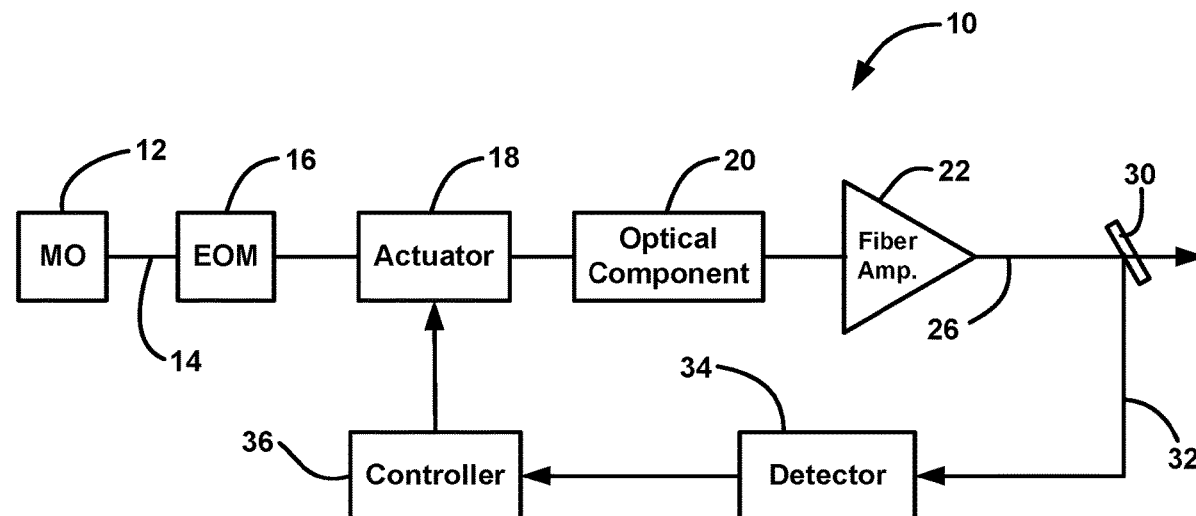 10
12
16
18
20
22
30
MO
EOM
Actuator
Optical
Component
Fiber
Amp.
14
26
34
36
32
Controller
Detector